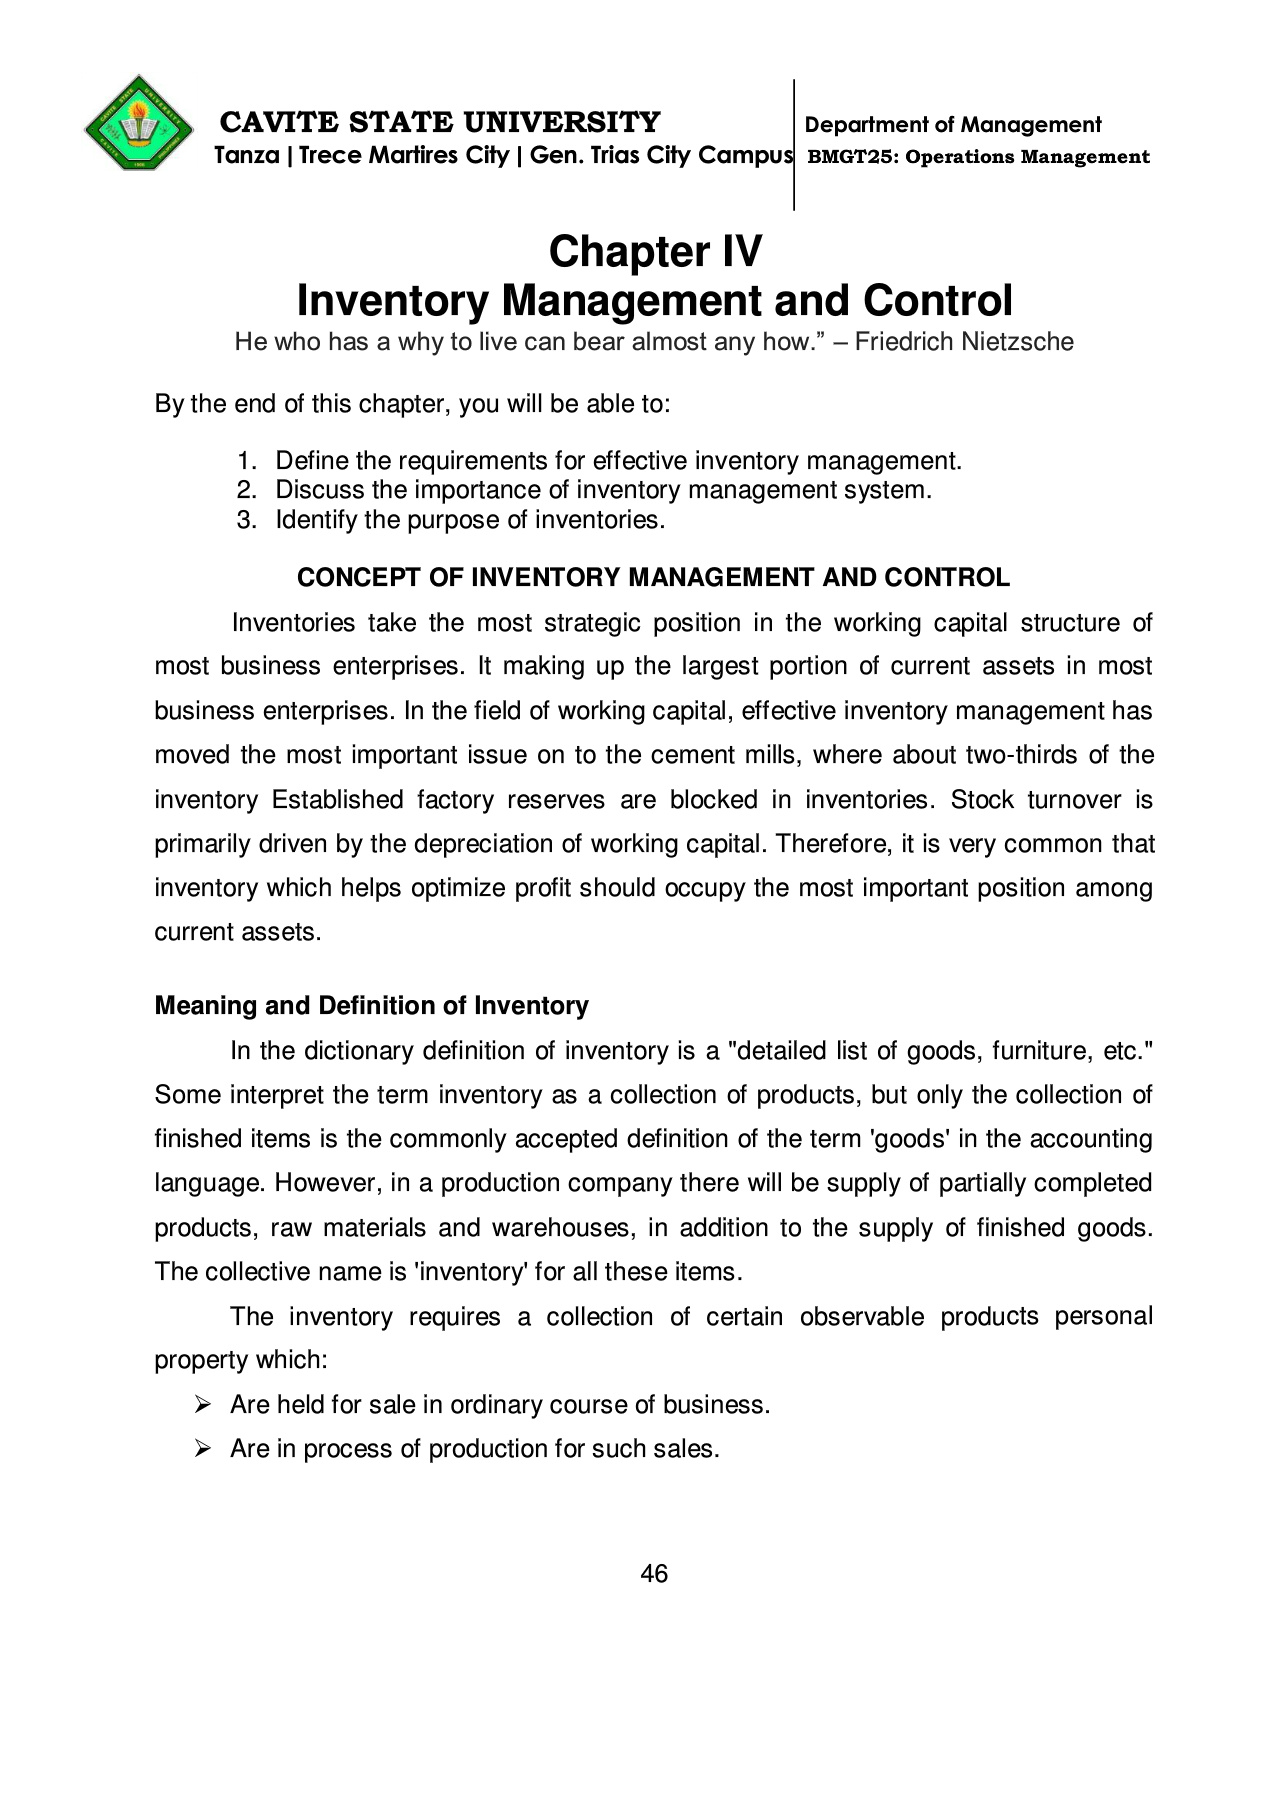 CAVITE STATE UNIVERSITY
Tanza | Trece Martires City | Gen. Trias City Campus
Department of Management
BMGT25: Operations Management
Chapter IV
Inventory Management and Control
He who has a why to live can bear almost any how.” – Friedrich Nietzsche
By the end of this chapter, you will be able to:
1. Define the requirements for effective inventory management.
2. Discuss the importance of inventory management system.
3. Identify the purpose of inventories.
CONCEPT OF INVENTORY MANAGEMENT AND CONTROL
Inventories take the most strategic position in the working capital structure of
most business enterprises. It making up the largest portion of current assets in most
business enterprises. In the field of working capital, effective inventory management has
moved the most important issue on to the cement mills, where about two-thirds of the
inventory Established factory reserves are blocked in inventories. Stock turnover is
primarily driven by the depreciation of working capital. Therefore, it is very common that
inventory which helps optimize profit should occupy the most important position among
current assets.
Meaning and Definition of Inventory
In the dictionary definition of inventory is a "detailed list of goods, furniture, etc."
Some interpret the term inventory as a collection of products, but only the collection of
finished items is the commonly accepted definition of the term 'goods' in the accounting
language. However, in a production company there will be supply of partially completed
products, raw materials and warehouses, in addition to the supply of finished goods.
The collective name is 'inventory' for all these items.
The inventory requires a collection of certain observable products personal
property which:
➢ Are held for sale in ordinary course of business.
➢ Are in process of production for such sales.
46